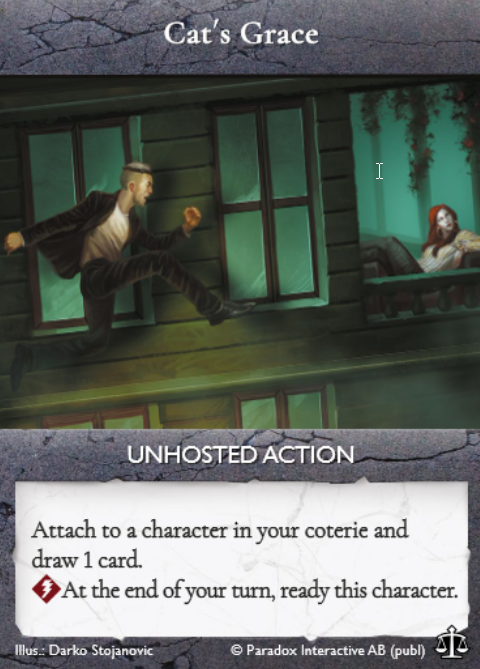 Cat's Grace
UNHOSTED ACTION
Attach to a character in your coterie and
draw 1 card.
At the end of your turn, ready this character.
Illus.: Darko Stojanovic © Paradox Interactive AB (publ)